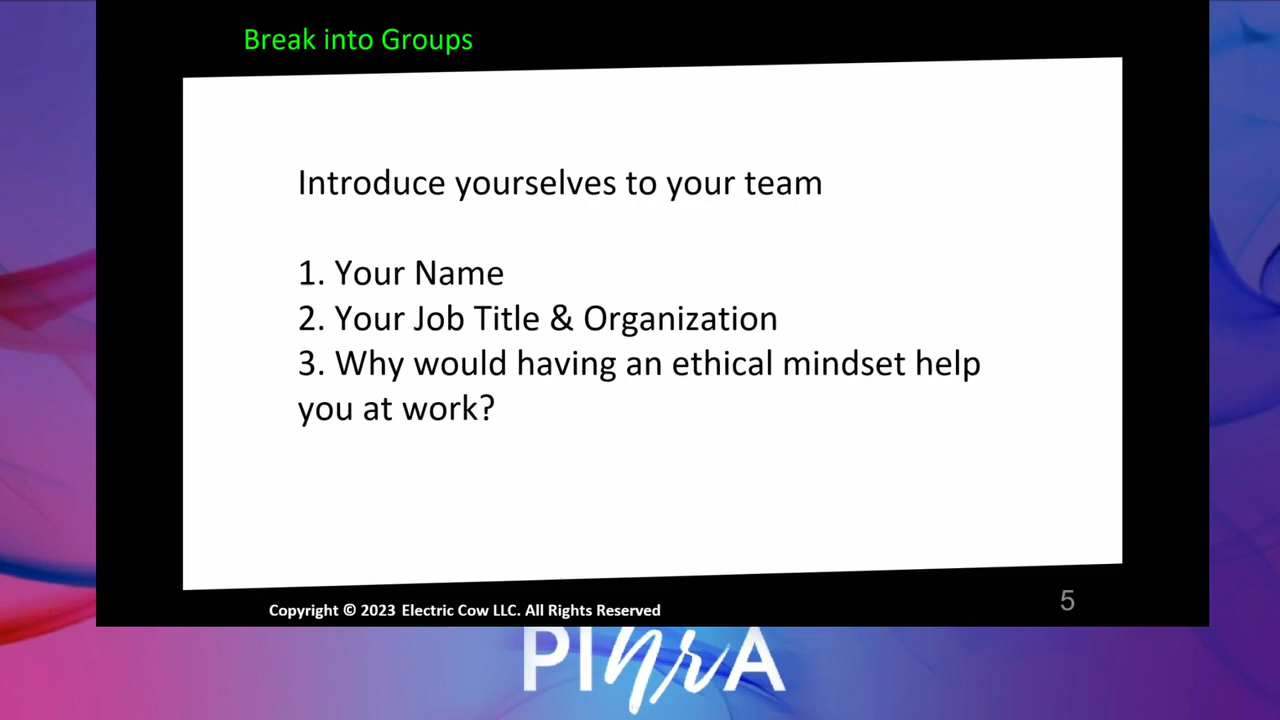 Break into Groups
Introduce yourselves to your team
1. Your Name
2. Your Job Title & Organization
3. Why would having an ethical mindset help
you at work?
Copyright © 2023 Electric Cow LLC. All Rights Reserved
5
PIhrA